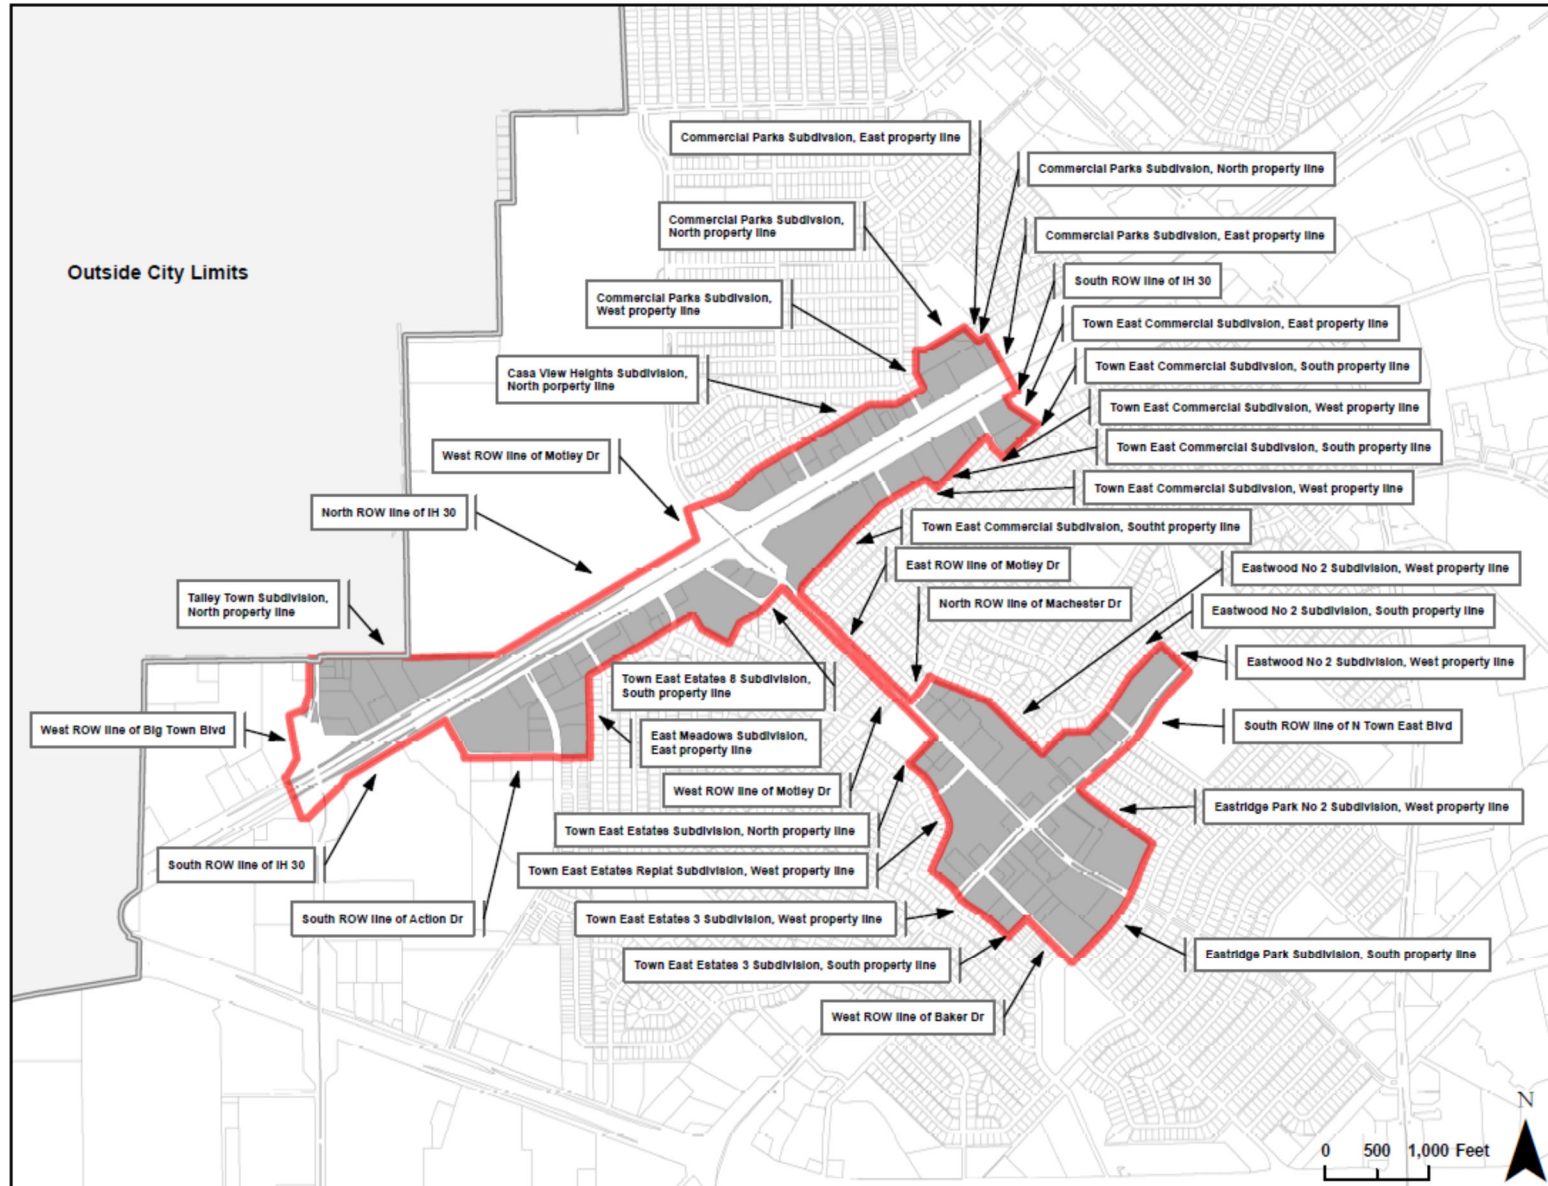 Commercial Parks Subdivsion, East property line
Commercial Parks Subdivsion, North property line
Commercial Parks Subdivsion,
North property line
Commercial Parks Subdivsion, East property line
Outside City Limits
South ROW line of IH 30
Commercial Parks Subdivsion,
West property line
Town East Commercial Subdivsion, East property line
Casa View Heights Subdivision,
North porperty line
Town East Commercial Subdivsion, South property line
Town East Commercial Subdivsion, West property line
West ROW line of Motley Dr
Town East Commercial Subdivsion, South property line
Town East Commercial Subdivsion, West property line
North ROW line of IH 30
Town East Commercial Subdivsion, Southt property line
East ROW line of Motley Dr
Eastwood No 2 Subdivision, West property line
Talley Town Subdivision,
North property line
North ROW line of Machester Dr
Eastwood No 2 Subdivision, South property line
Eastwood No 2 Subdivision, West property line
Town East Estates 8 Subdivision,
South property line
West ROW line of Big Town Blvd
South ROW line of N Town East Blvd
East Meadows Subdivision,
East property line
West ROW line of Motley Dr
Eastridge Park No 2 Subdivision, West property line
Town East Estates Subdivision, North property line
South ROW line of IH 30
Town East Estates Replat Subdivision, West property line
South ROW line of Action Dr
Town East Estates 3 Subdivision, West property line
Town East Estates 3 Subdivision, South property line
Eastridge Park Subdivision, South property line
West ROW line of Baker Dr
N
0 500 1,000 Feet